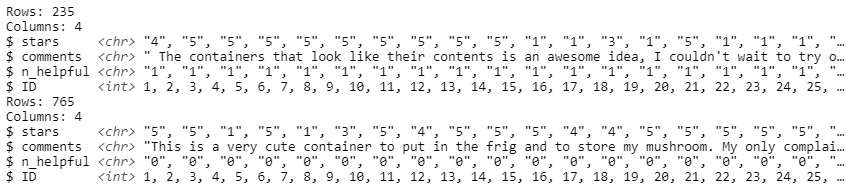 Rows: 235
Columns: 4
$ stars     <chr> "4", "5", "5", "5", "5", "5", "5", "5", "5", "5", "1", "1", "3", "1", "5", "1", "1", "1", "…
$ comments  <chr> " The containers that look like their contents is an awesome idea, I couldn't wait to try o…
$ n_helpful <chr> "1", "1", "1", "1", "1", "1", "1", "1", "1", "1", "1", "1", "1", "1", "1", "1", "1", "1", "…
$ ID        <int> 1, 2, 3, 4, 5, 6, 7, 8, 9, 10, 11, 12, 13, 14, 15, 16, 17, 18, 19, 20, 21, 22, 23, 24, 25, …
Rows: 765
Columns: 4
$ stars     <chr> "5", "5", "1", "5", "1", "3", "5", "4", "5", "5", "5", "4", "4", "5", "5", "5", "5", "5", "…
$ comments  <chr> "This is a very cute container to put in the frig and to store my mushroom. My only complai…
$ n_helpful <chr> "0", "0", "0", "0", "0", "0", "0", "0", "0", "0", "0", "0", "0", "0", "0", "0", "0", "0", "…
$ ID        <int> 1, 2, 3, 4, 5, 6, 7, 8, 9, 10, 11, 12, 13, 14, 15, 16, 17, 18, 19, 20, 21, 22, 23, 24, 25, …